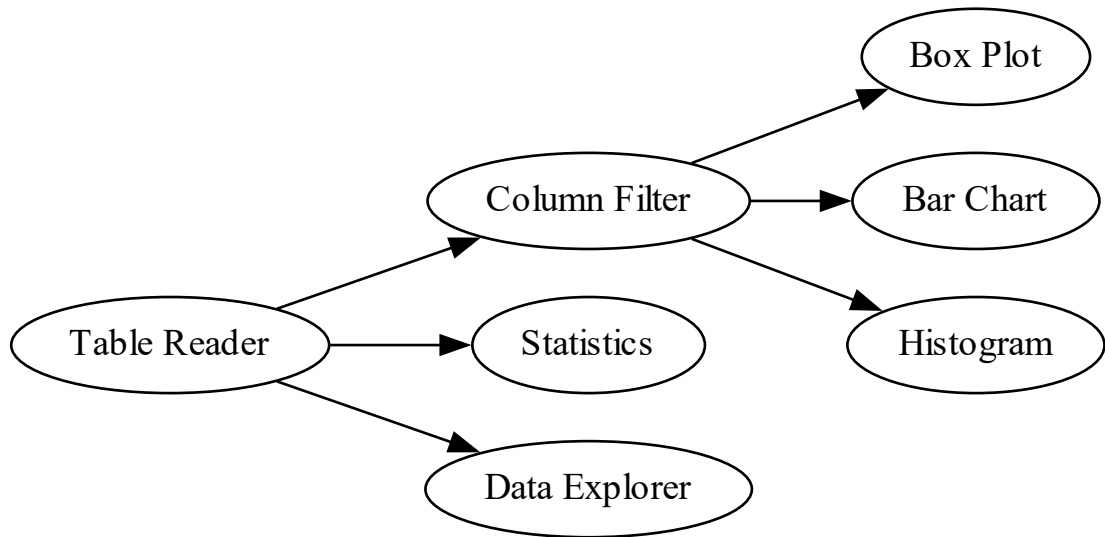 Box Plot
Column Filter
Bar Chart
Table Reader
Statistics
Histogram
Data Explorer